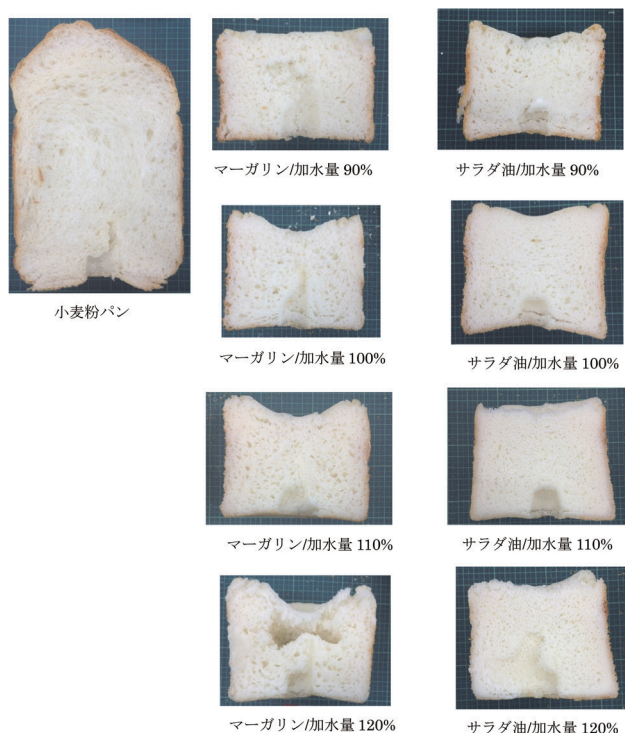 マーガリン/加水量 90%
サラダ油/加水量 90%
小麦粉パン
マーガリン/加水量 100%
サラダ油/加水量 100%
マーガリン/加水量 110%
サラダ油/加水量 110%
マーガリン/加水量 120%
サラダ油/加水量 120%